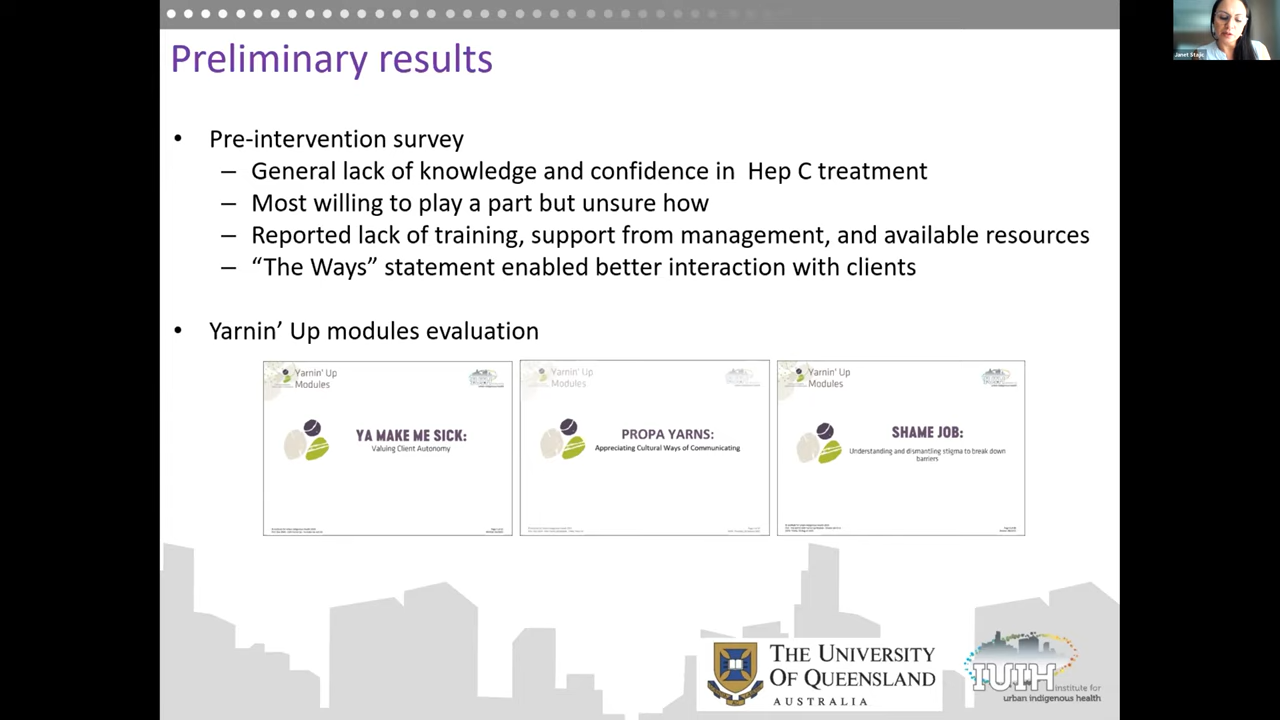 Preliminary results
Janet Stajic
• Pre-intervention survey
– General lack of knowledge and confidence in Hep C treatment
– Most willing to play a part but unsure how
– Reported lack of training, support from management, and available resources
– “The Ways” statement enabled better interaction with clients
• Yarnin’ Up modules evaluation
Yarnin' Up
Modules
YA MAKE ME SICK:
Valuing Client Autonomy
Yarnin' Up
Modules
PROPA YARNS:
Appreciating Cultural Ways of Communicating
Yarnin' Up
Modules
SHAME JOB:
Understanding and dismantling stigma to break down
barriers
THE UNIVERSITY
OF QUEENSLAND
AUSTRALIA
IUIH
institute for
urban indigenous health